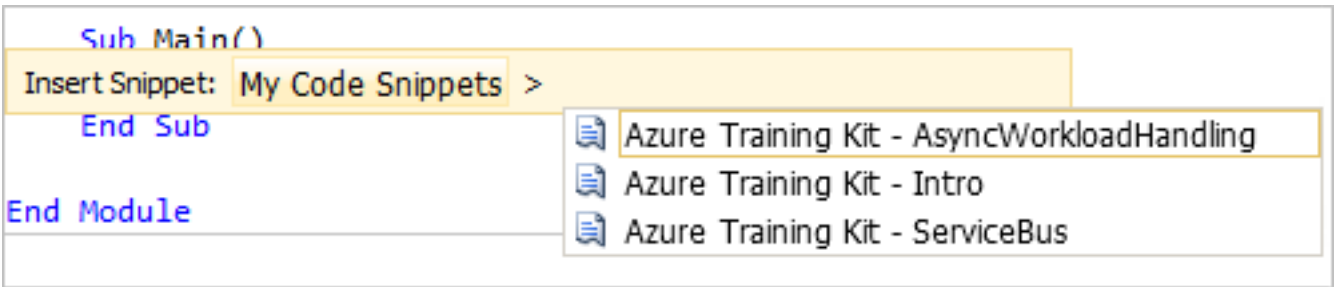 Sub Main()
Insert Snippet: My Code Snippets >
End Sub
Azure Training Kit - AsyncWorkloadHandling
Azure Training Kit - Intro
Azure Training Kit - ServiceBus
End Module